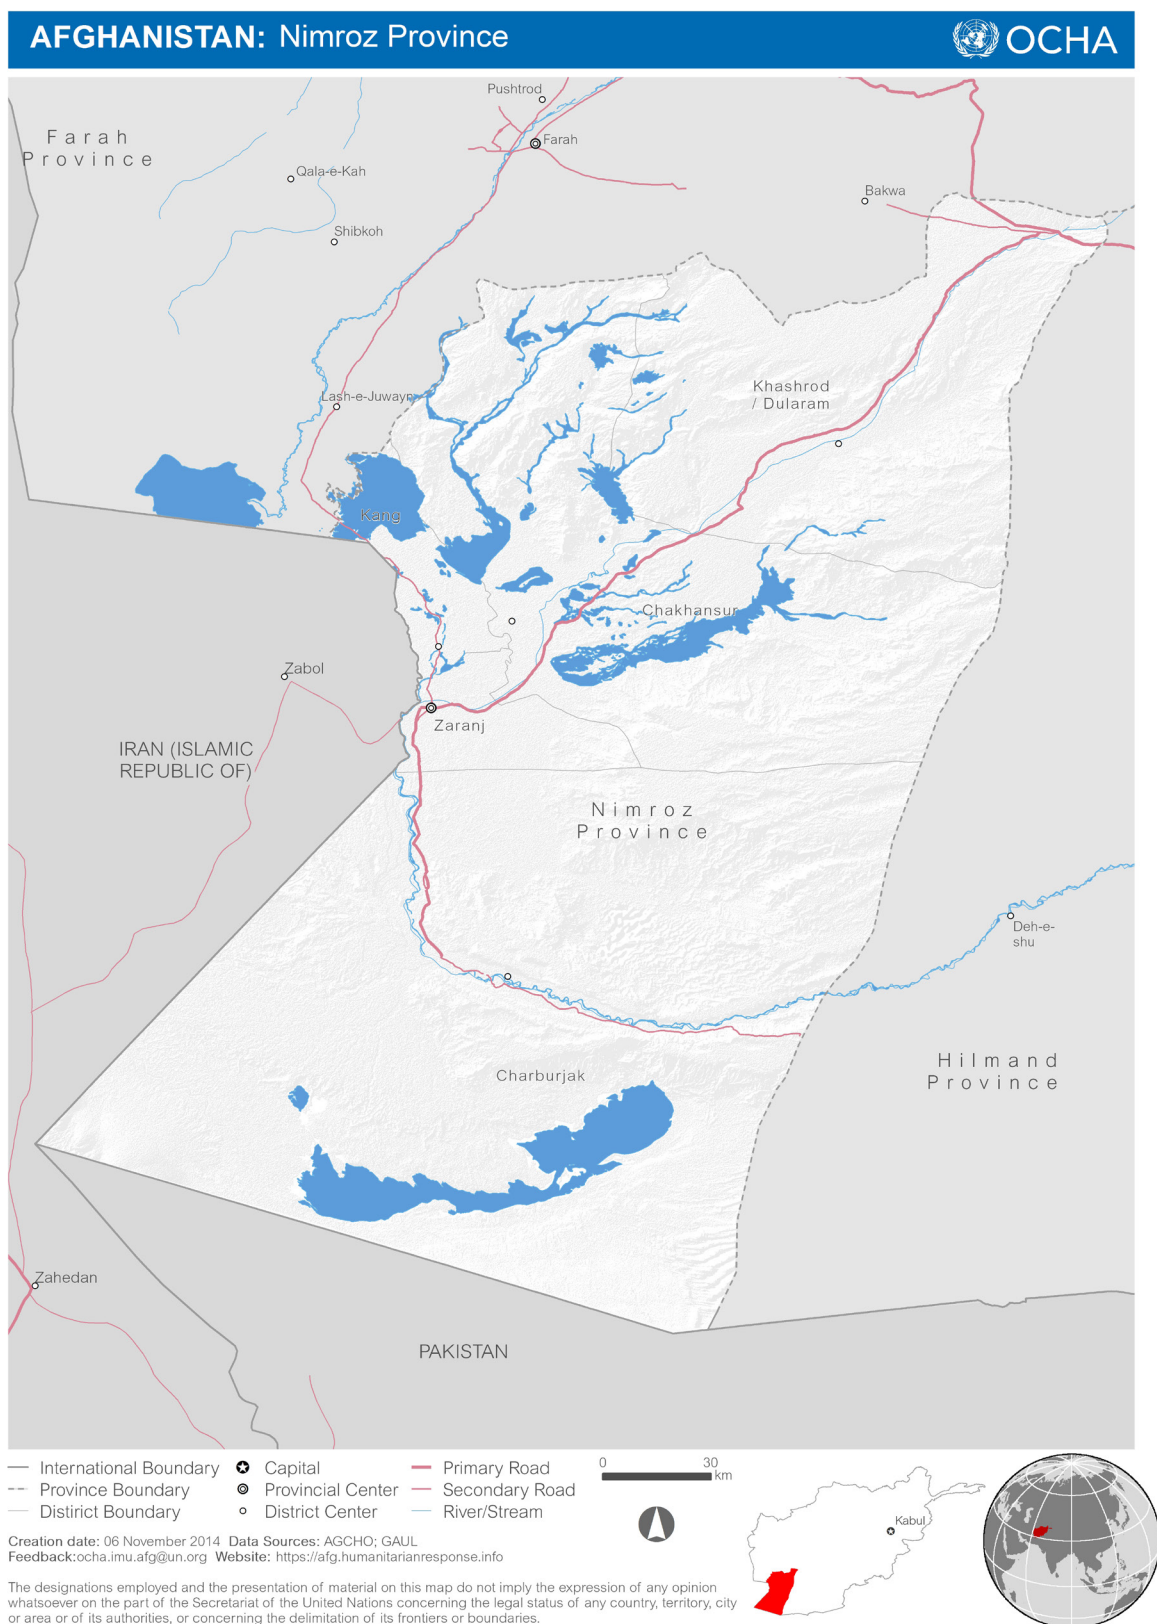 AFGHANISTAN: Nimroz Province
OCHA
Pushtrod
Farah
Farah
Province
Qala-e-Kah
Bakwa
Shibkoh
Khashrod
/ Dularam
Lash-e-Juwayn
Kang
Chakhansur
Zabol
Zaranj
IRAN (ISLAMIC
REPUBLIC OF)
Nimroz
Province
Deh-e-
shu
Hilmand
Province
Charburjak
Zahedan
PAKISTAN
International Boundary
Province Boundary
Distirict Boundary
Capital
Provincial Center
District Center
Primary Road
Secondary Road
River/Stream
0 30
km
Kabul
Creation date: 06 November 2014 Data Sources: AGCHO; GAUL
Feedback:ocha.imu.afg@un.org Website: https://afg.humanitarianresponse.info
The designations employed and the presentation of material on this map do not imply the expression of any opinion
whatsoever on the part of the Secretariat of the United Nations concerning the legal status of any country, territory, city
or area or of its authorities, or concerning the delimitation of its frontiers or boundaries.